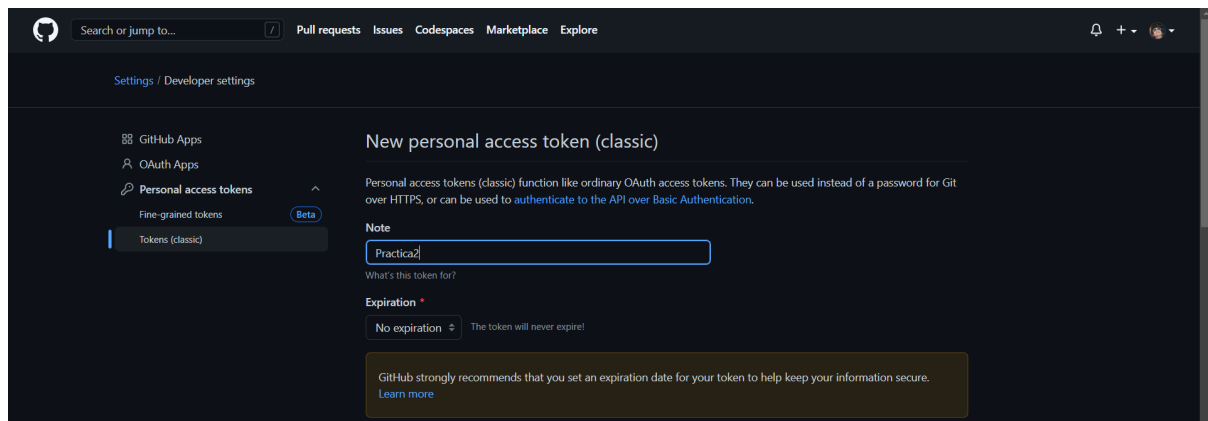 Search or jump to... /
Pull requests Issues Codespaces Marketplace Explore
Settings / Developer settings
GitHub Apps
OAuth Apps
Personal access tokens
Fine-grained tokens Beta
Tokens (classic)
New personal access token (classic)
Personal access tokens (classic) function like ordinary OAuth access tokens. They can be used instead of a password for Git
over HTTPS, or can be used to authenticate to the API over Basic Authentication.
Note
Practica2
What's this token for?
Expiration *
No expiration The token will never expire!
GitHub strongly recommends that you set an expiration date for your token to help keep your information secure.
Learn more